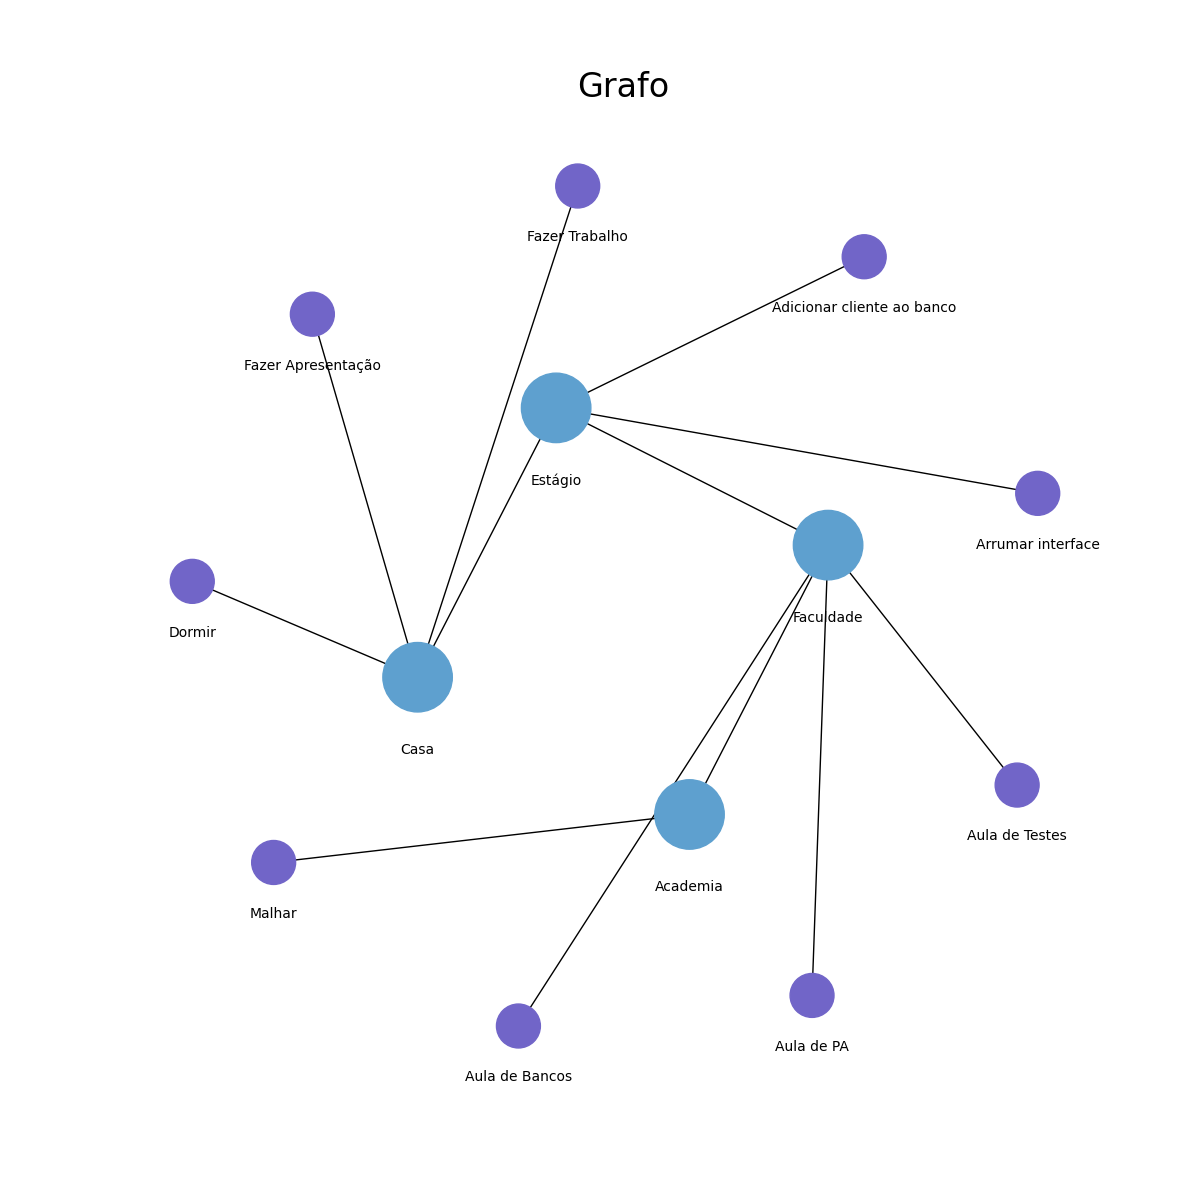 Grafo
Fazer Trabalho
Adicionar cliente ao banco
Fazer Apresentação
Estágio
Arrumar interface
Faculdade
Dormir
Casa
Aula de Testes
Academia
Malhar
Aula de PA
Aula de Bancos